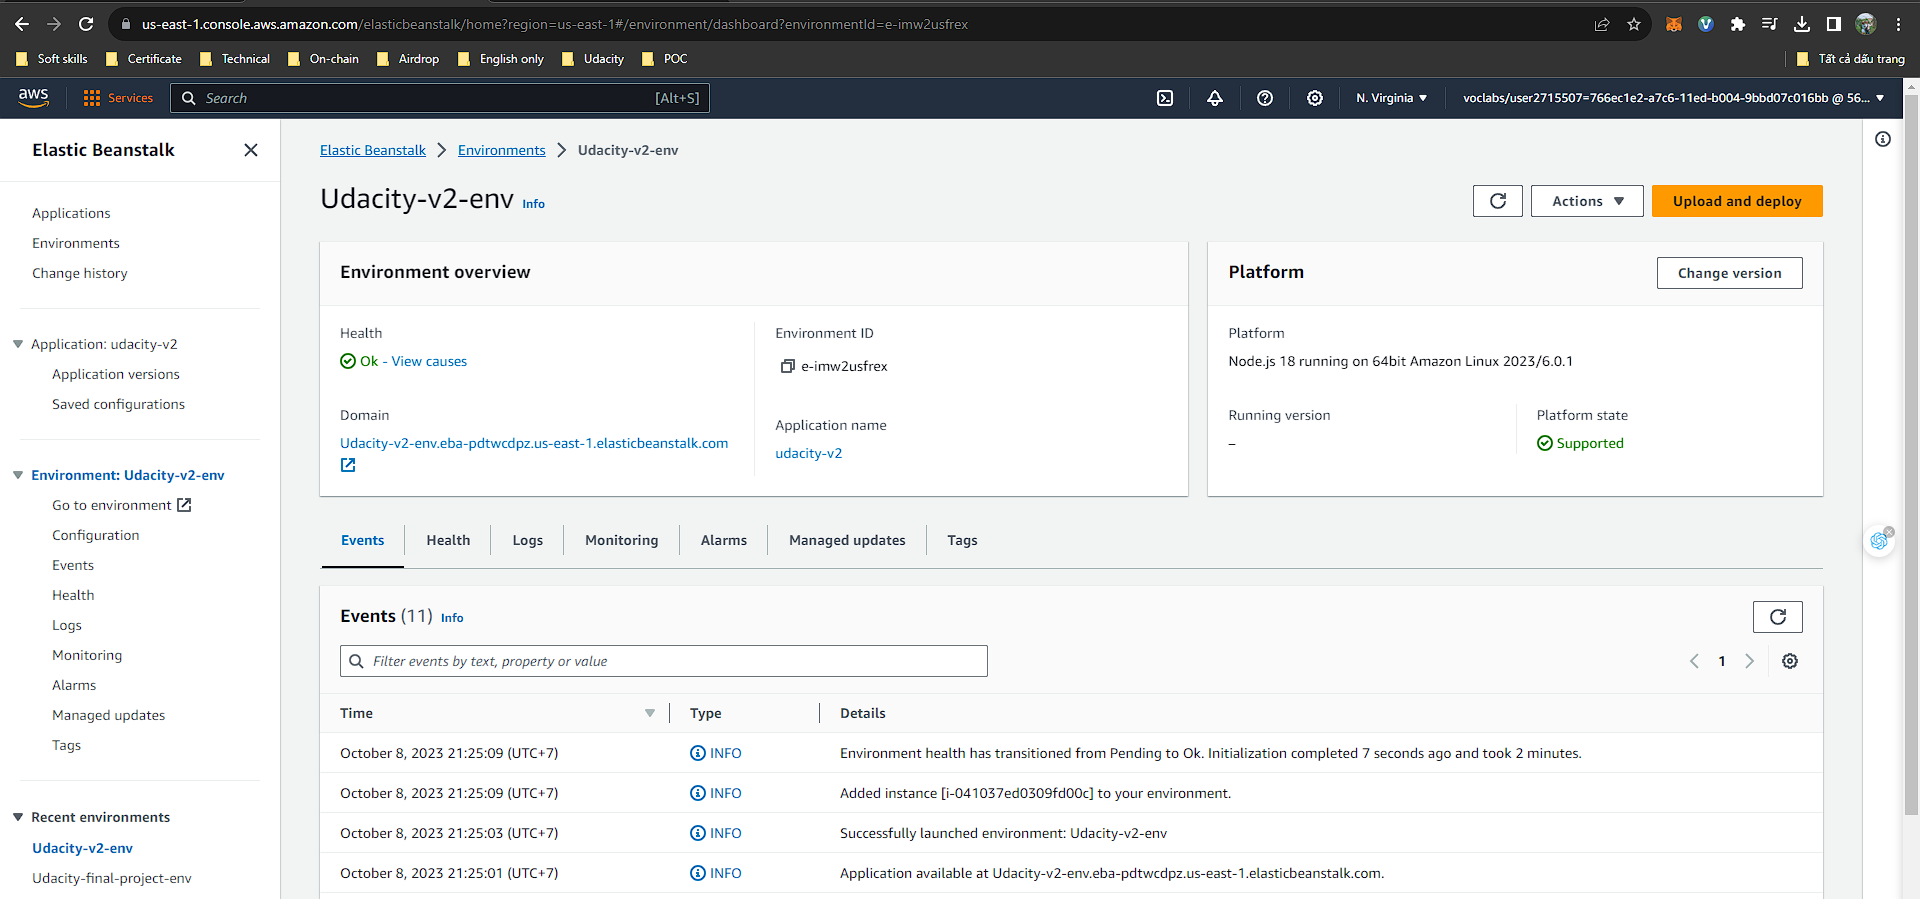 us-east-1.console.aws.amazon.com/elasticbeanstalk/home?region=us-east-1#/environment/dashboard?environmentId=e-imw2usfrex
Soft skills Certificate Technical On-chain Airdrop English only Udacity POC Tất cả dấu trang
aws Services Search [Alt+S] N. Virginia voclabs/user2715507=766ec1e2-a7c6-11ed-b004-9bbd07c016bb @ 56...
Elastic Beanstalk
Applications
Environments
Change history
Application: udacity-v2
Application versions
Saved configurations
Environment: Udacity-v2-env
Go to environment
Configuration
Events
Health
Logs
Monitoring
Alarms
Managed updates
Tags
Recent environments
Udacity-v2-env
Udacity-final-project-env
Elastic Beanstalk Environments Udacity-v2-env
Udacity-v2-env Info
Actions Upload and deploy
Environment overview
Health
Ok - View causes
Domain
Udacity-v2-env.eba-pdtwcdpz.us-east-1.elasticbeanstalk.com
Environment ID
e-imw2usfrex
Application name
udacity-v2
Platform Change version
Platform
Node.js 18 running on 64bit Amazon Linux 2023/6.0.1
Running version
–
Platform state
Supported
Events Health Logs Monitoring Alarms Managed updates Tags
Events (11) Info
Filter events by text, property or value
1
Time Type Details
October 8, 2023 21:25:09 (UTC+7) INFO Environment health has transitioned from Pending to Ok. Initialization completed 7 seconds ago and took 2 minutes.
October 8, 2023 21:25:09 (UTC+7) INFO Added instance [i-041037ed0309fd00c] to your environment.
October 8, 2023 21:25:03 (UTC+7) INFO Successfully launched environment: Udacity-v2-env
October 8, 2023 21:25:01 (UTC+7) INFO Application available at Udacity-v2-env.eba-pdtwcdpz.us-east-1.elasticbeanstalk.com.